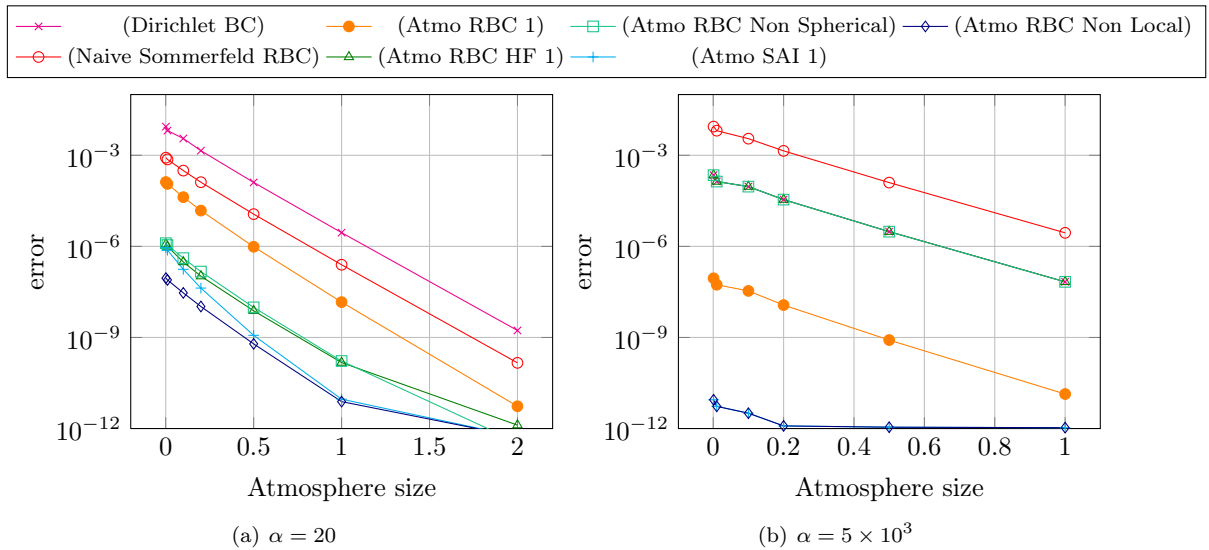 (Dirichlet BC) (Atmo RBC 1) (Atmo RBC Non Spherical) (Atmo RBC Non Local)
(Naive Sommerfeld RBC) (Atmo RBC HF 1) (Atmo SAI 1)
10⁻³ 10⁻³
10⁻⁶ 10⁻⁶
10⁻⁹ 10⁻⁹
10⁻¹² 10⁻¹²
error error
0 0.5 1 1.5 2 0 0.2 0.4 0.6 0.8 1
Atmosphere size Atmosphere size
(a) α = 20 (b) α = 5 × 10³